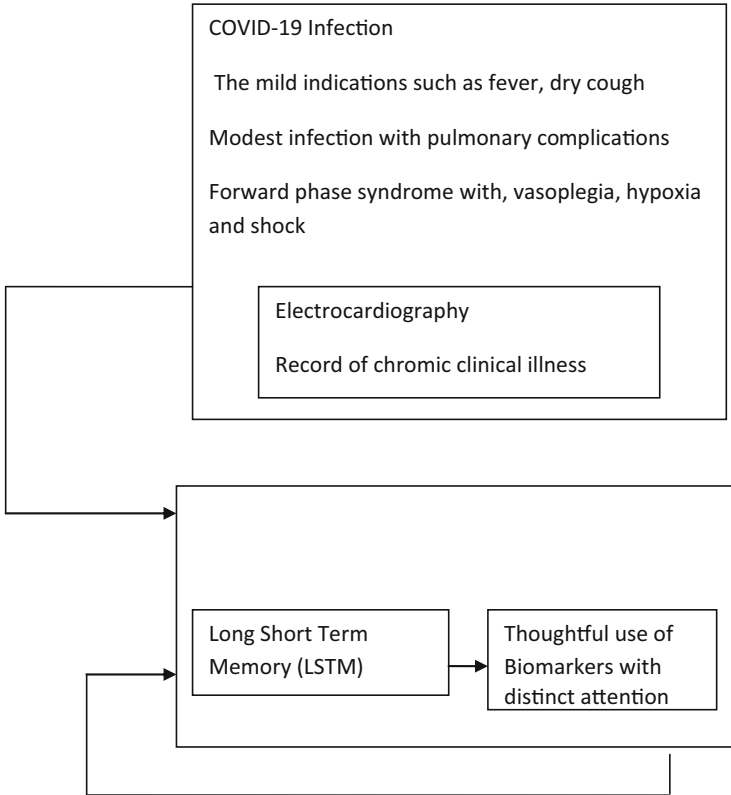 COVID-19 Infection
The mild indications such as fever, dry cough
Modest infection with pulmonary complications
Forward phase syndrome with, vasoplegia, hypoxia
and shock
Electrocardiography
Record of chromic clinical illness
Long Short Term
Memory (LSTM)
Thoughtful use of
Biomarkers with
distinct attention